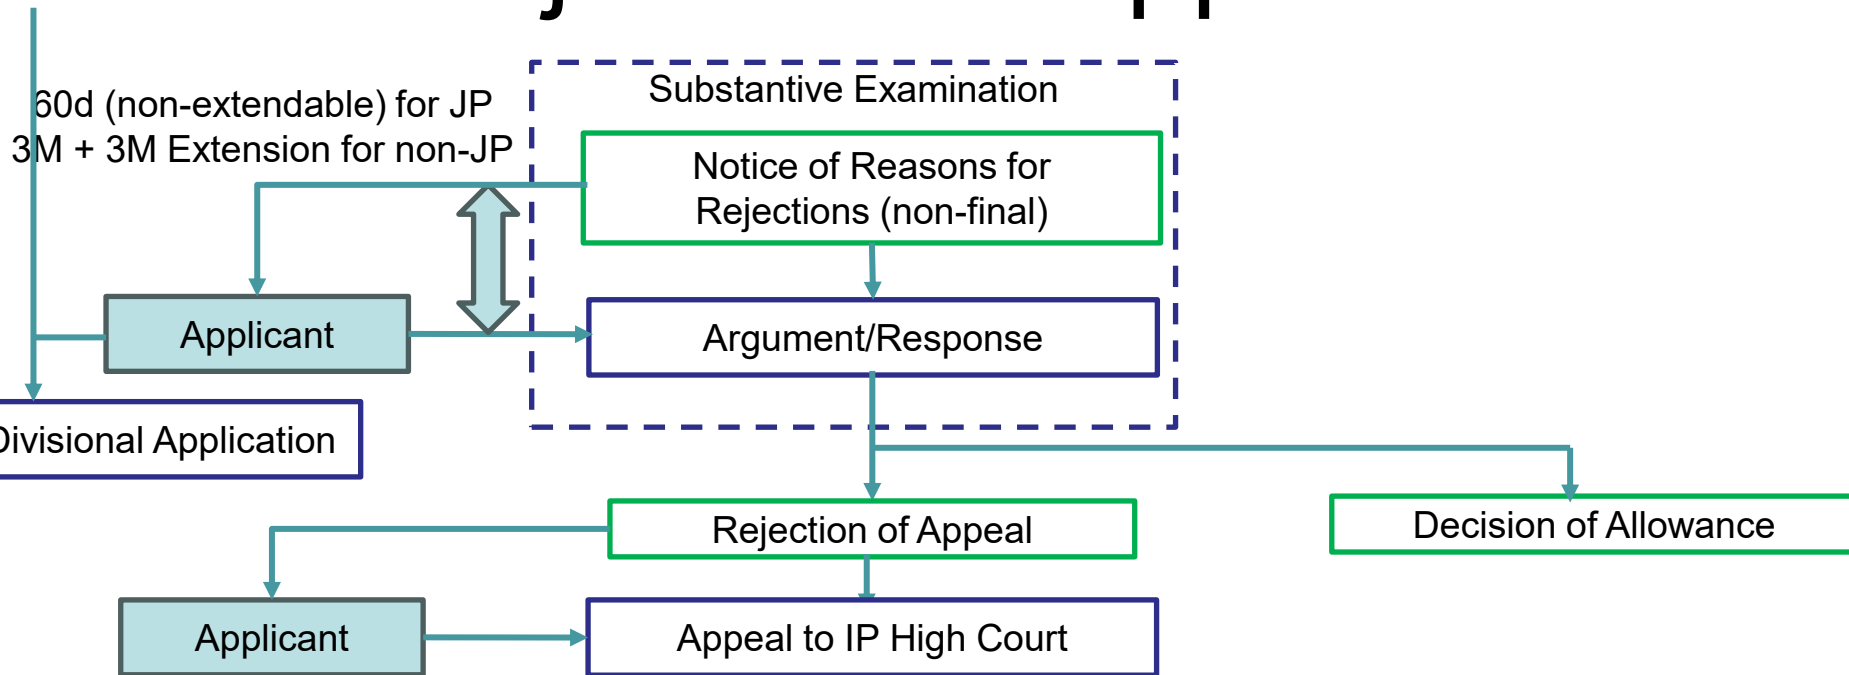 Substantive Examination
60d (non-extendable) for JP
3M + 3M Extension for non-JP
Notice of Reasons for
Rejections (non-final)
Applicant
Argument/Response
Divisional Application
Rejection of Appeal
Decision of Allowance
Applicant
Appeal to IP High Court